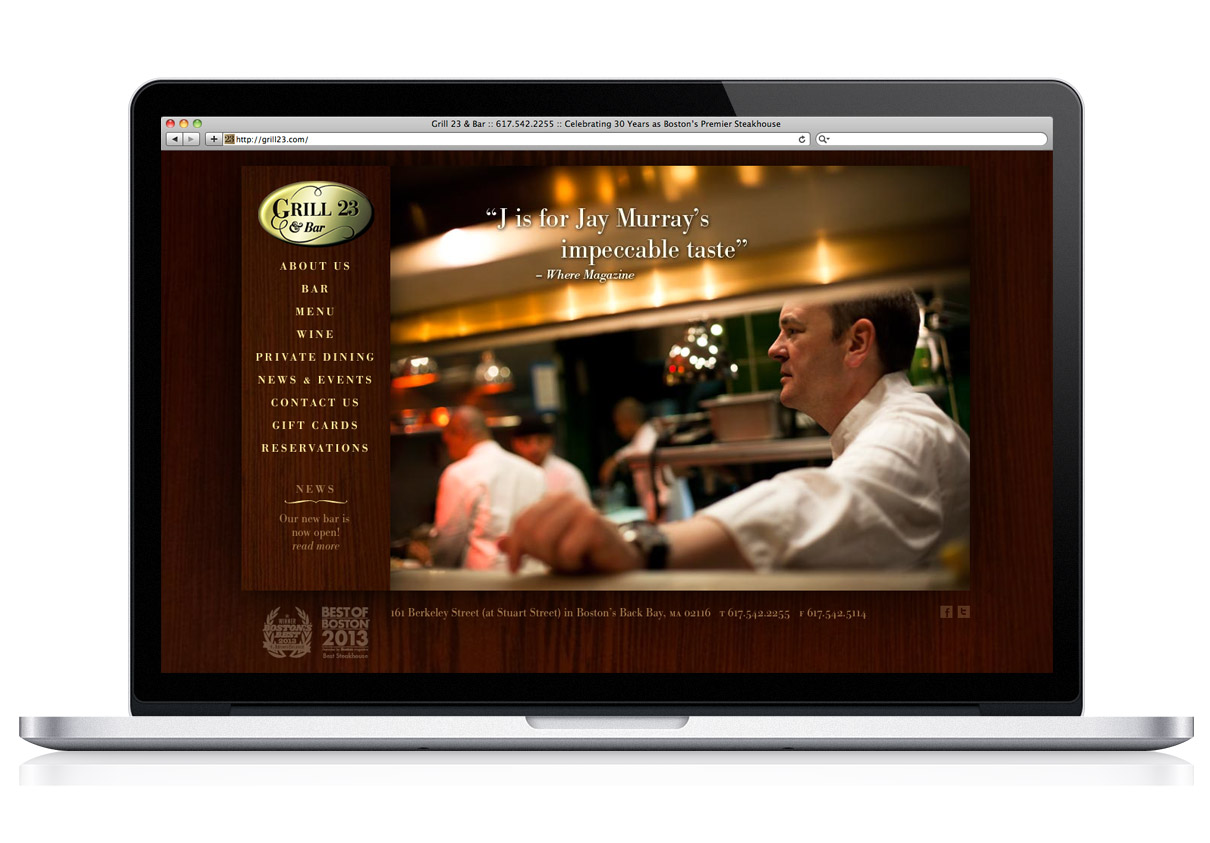 Grill 23 & Bar :: 617.542.2255 :: Celebrating 30 Years as Boston's Premier Steakhouse
23 http://grill23.com/
GRILL 23
& Bar
ABOUT US
BAR
MENU
WINE
PRIVATE DINING
NEWS & EVENTS
CONTACT US
GIFT CARDS
RESERVATIONS
NEWS
Our new bar is
now open!
read more
“J is for Jay Murray’s
impeccable taste”
– Where Magazine
WINNER
BOSTON'S
BEST
2013
BEST OF
BOSTON
2013
Best Steakhouse
161 Berkeley Street (at Stuart Street) in Boston’s Back Bay, MA 02116 T 617.542.2255 F 617.542.5114